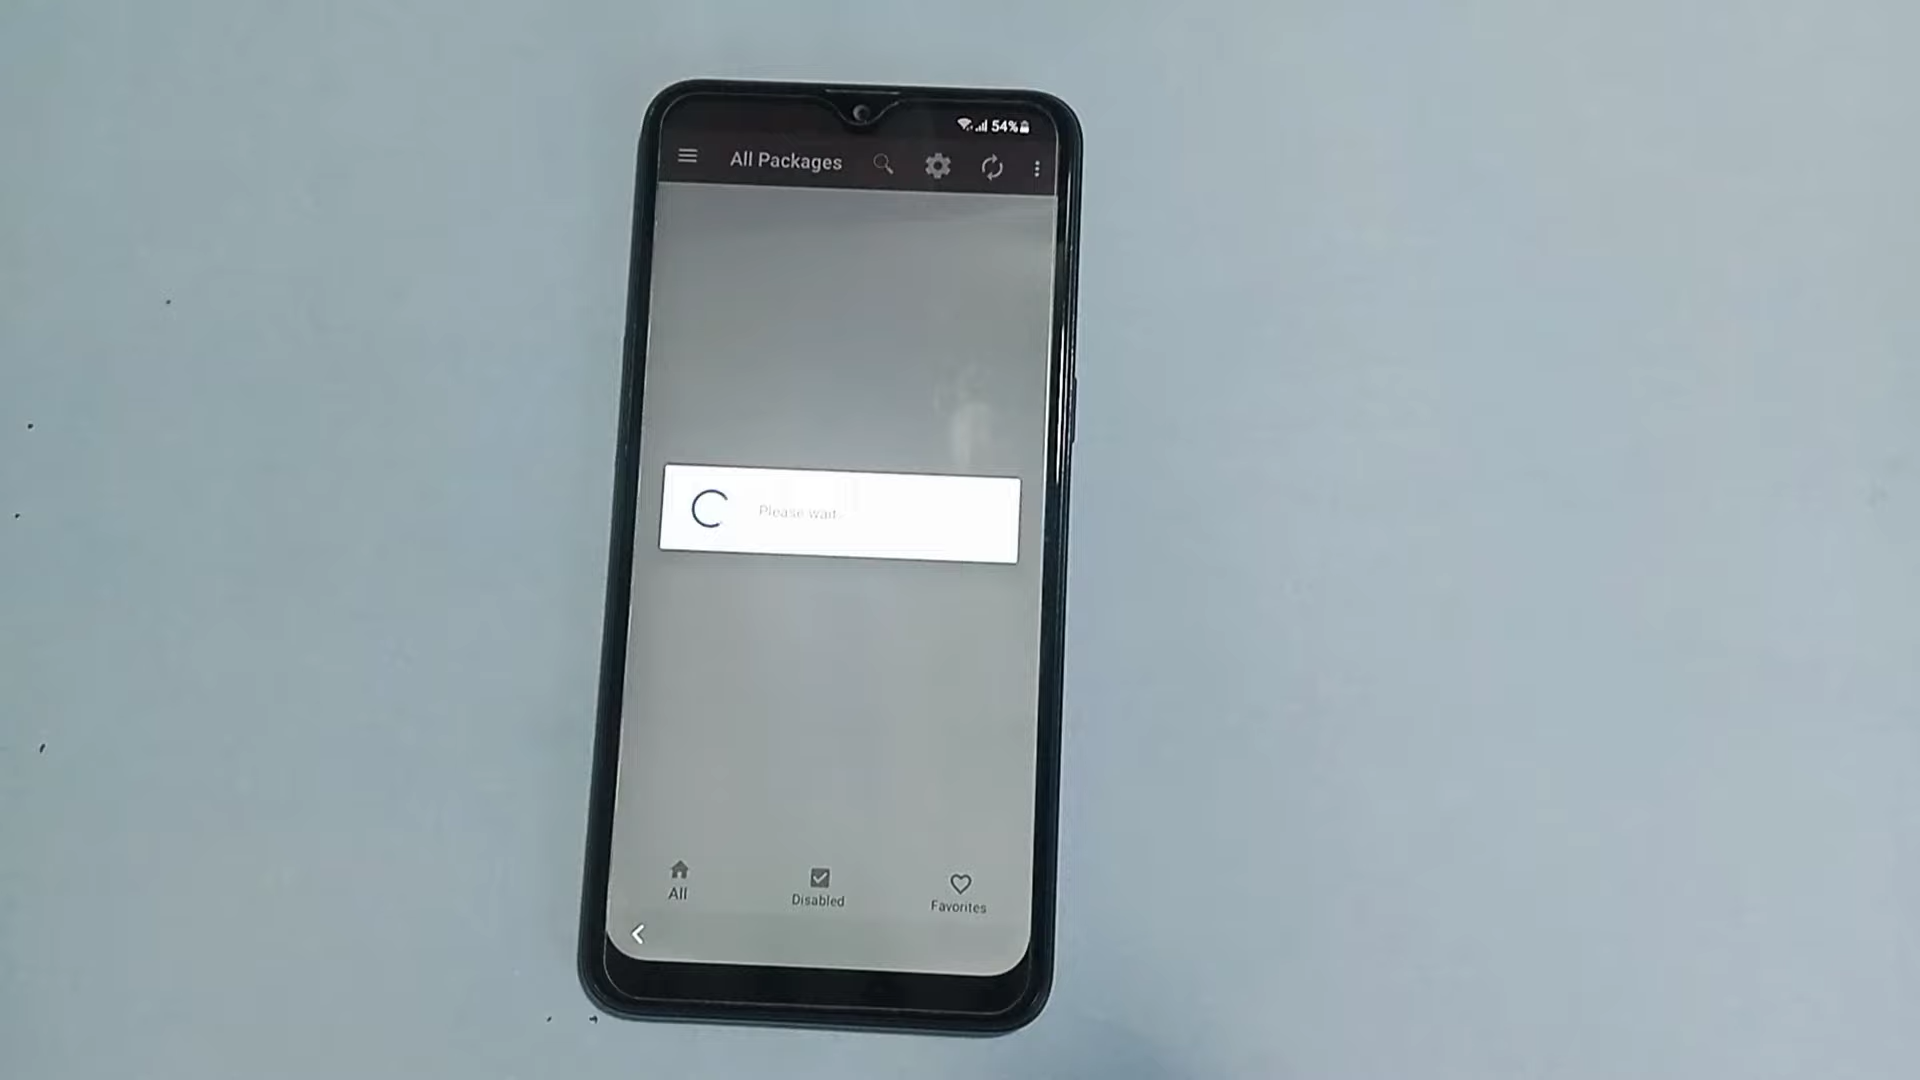 54%
All Packages
Please wait..
All
Disabled
Favorites